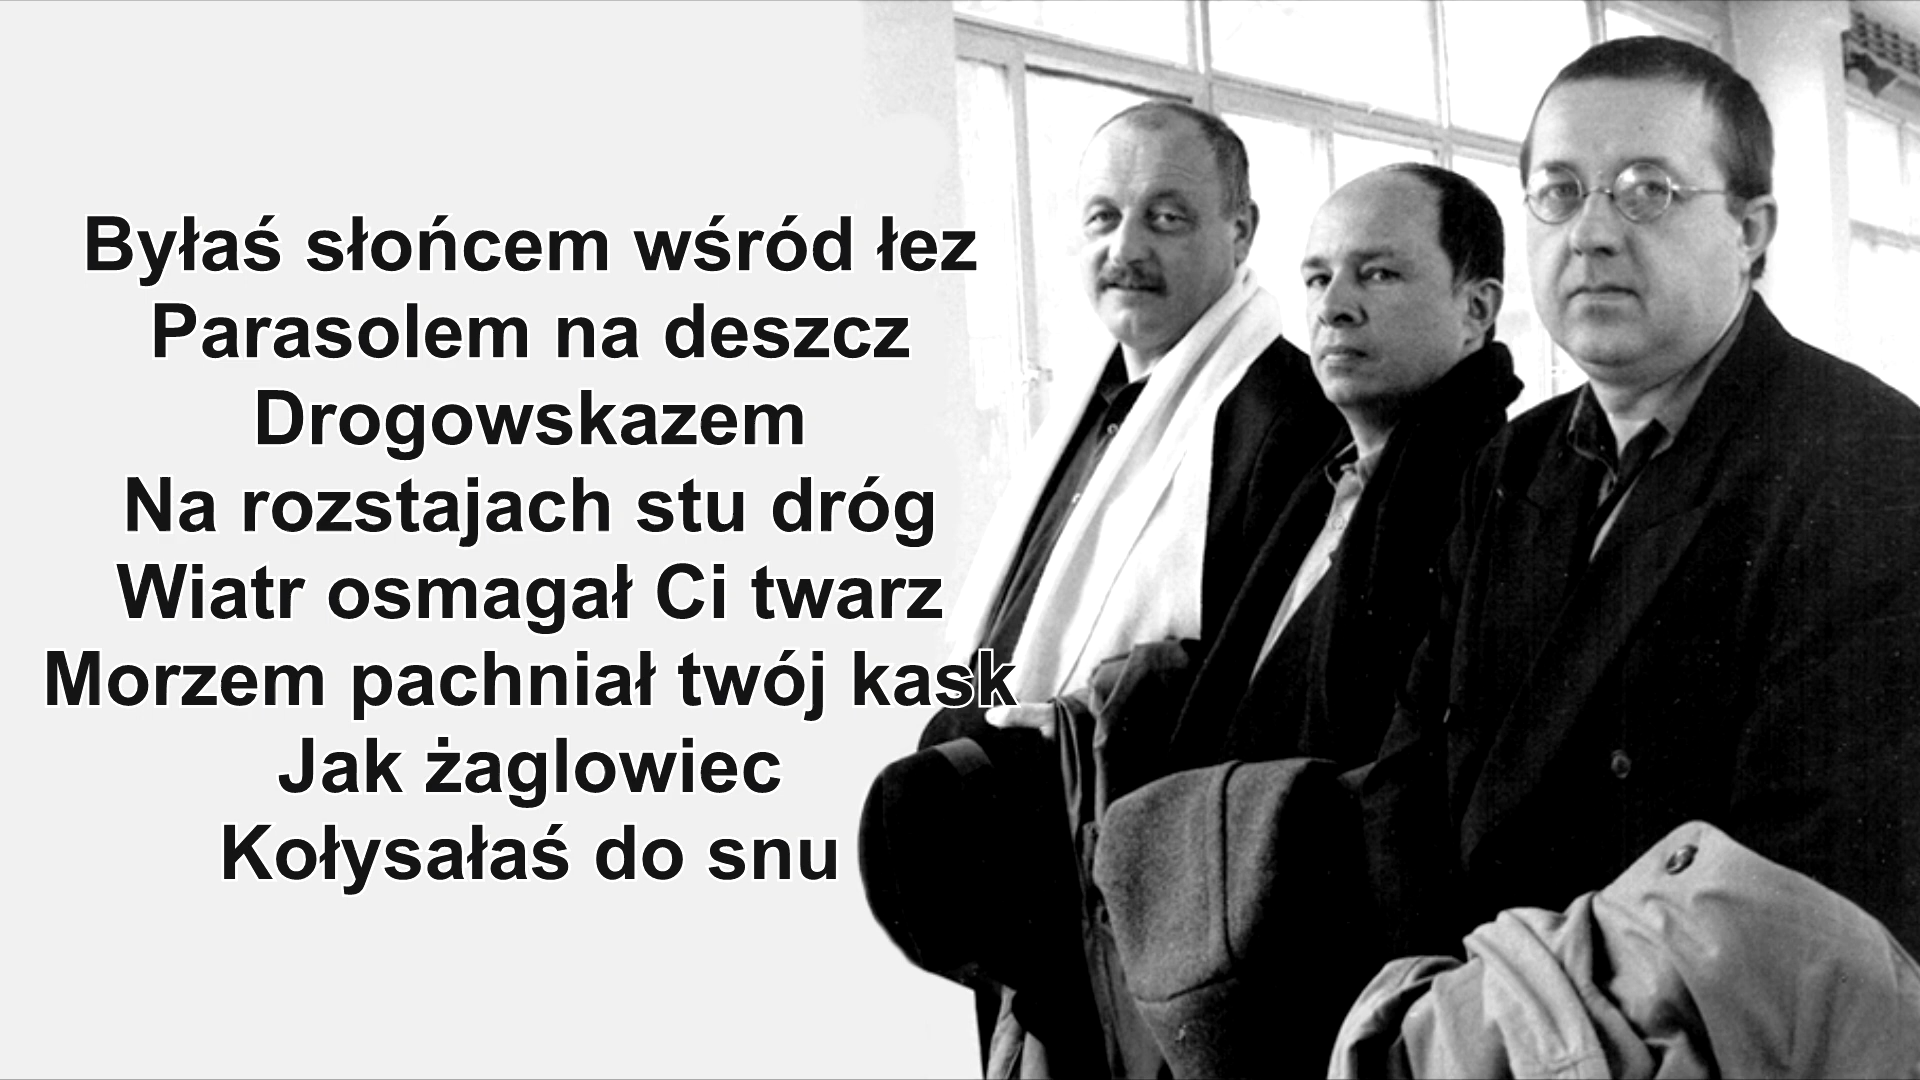 Byłaś słońcem wśród łez
Parasolem na deszcz
Drogowskazem
Na rozstajach stu dróg
Wiatr osmagał Ci twarz
Morzem pachniał twój kask
Jak żaglowiec
Kołysałaś do snu